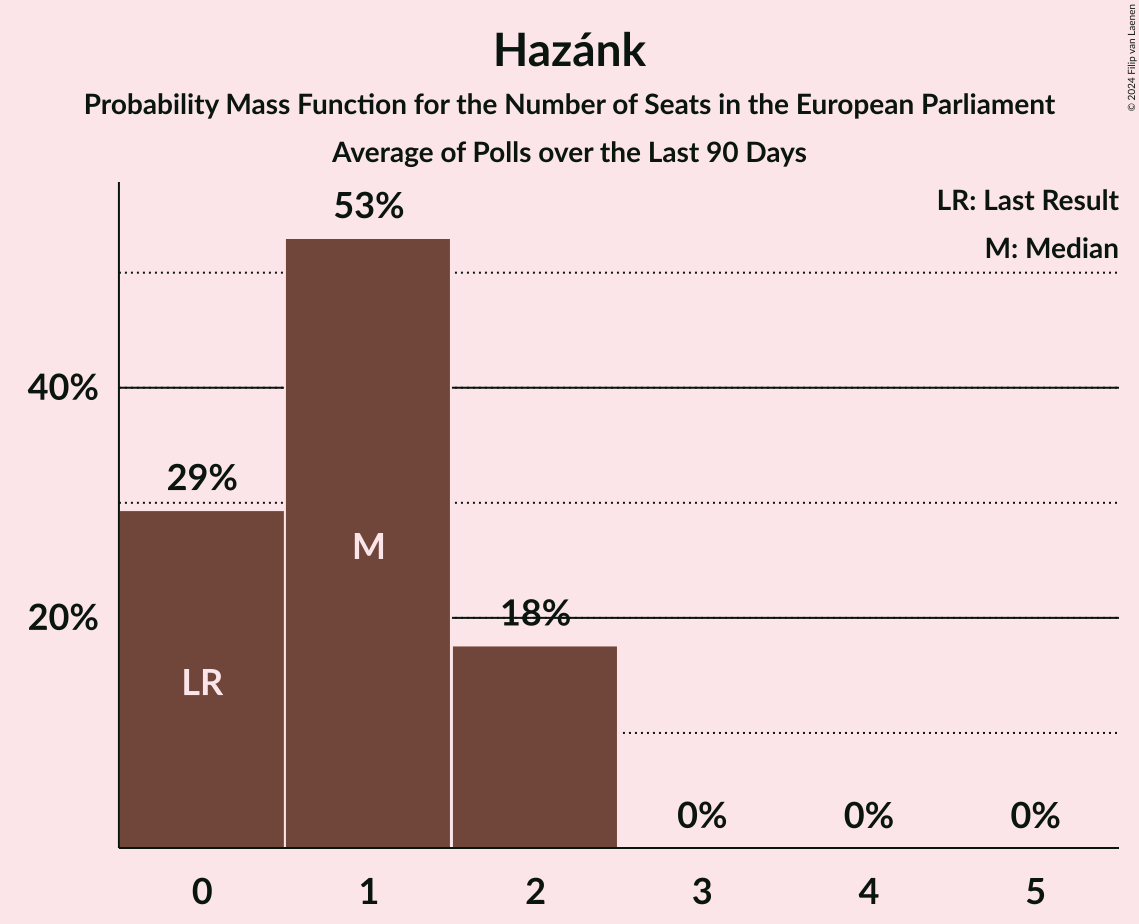 Hazánk
Probability Mass Function for the Number of Seats in the European Parliament
Average of Polls over the Last 90 Days
© 2024 Filip van Laenen
LR: Last Result
M: Median
53%
40%
29%
M
20%
18%
LR
0%
0%
0%
0
1
2
3
4
5